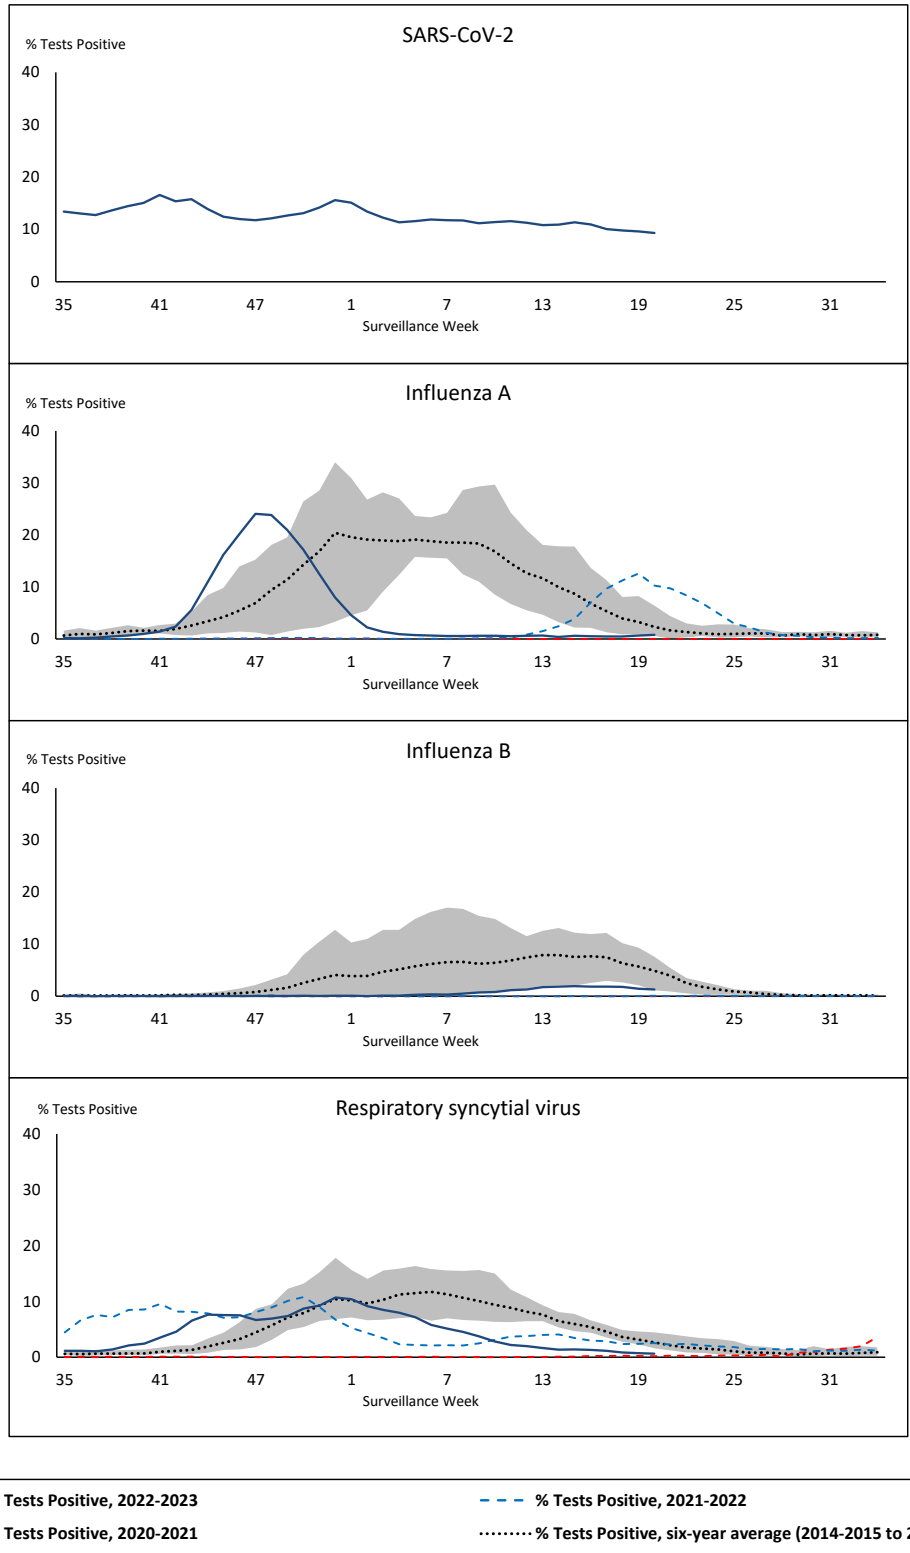 SARS-CoV-2
% Tests Positive
40
30
20
10
0
35 41 47 1 7 13 19 25 31
Surveillance Week
Influenza A
% Tests Positive
40
30
20
10
0
35 41 47 1 7 13 19 25 31
Surveillance Week
Influenza B
% Tests Positive
40
30
20
10
0
35 41 47 1 7 13 19 25 31
Surveillance Week
Respiratory syncytial virus
% Tests Positive
40
30
20
10
0
35 41 47 1 7 13 19 25 31
Surveillance Week
Tests Positive, 2022-2023 % Tests Positive, 2021-2022
Tests Positive, 2020-2021 % Tests Positive, six-year average (2014-2015 to